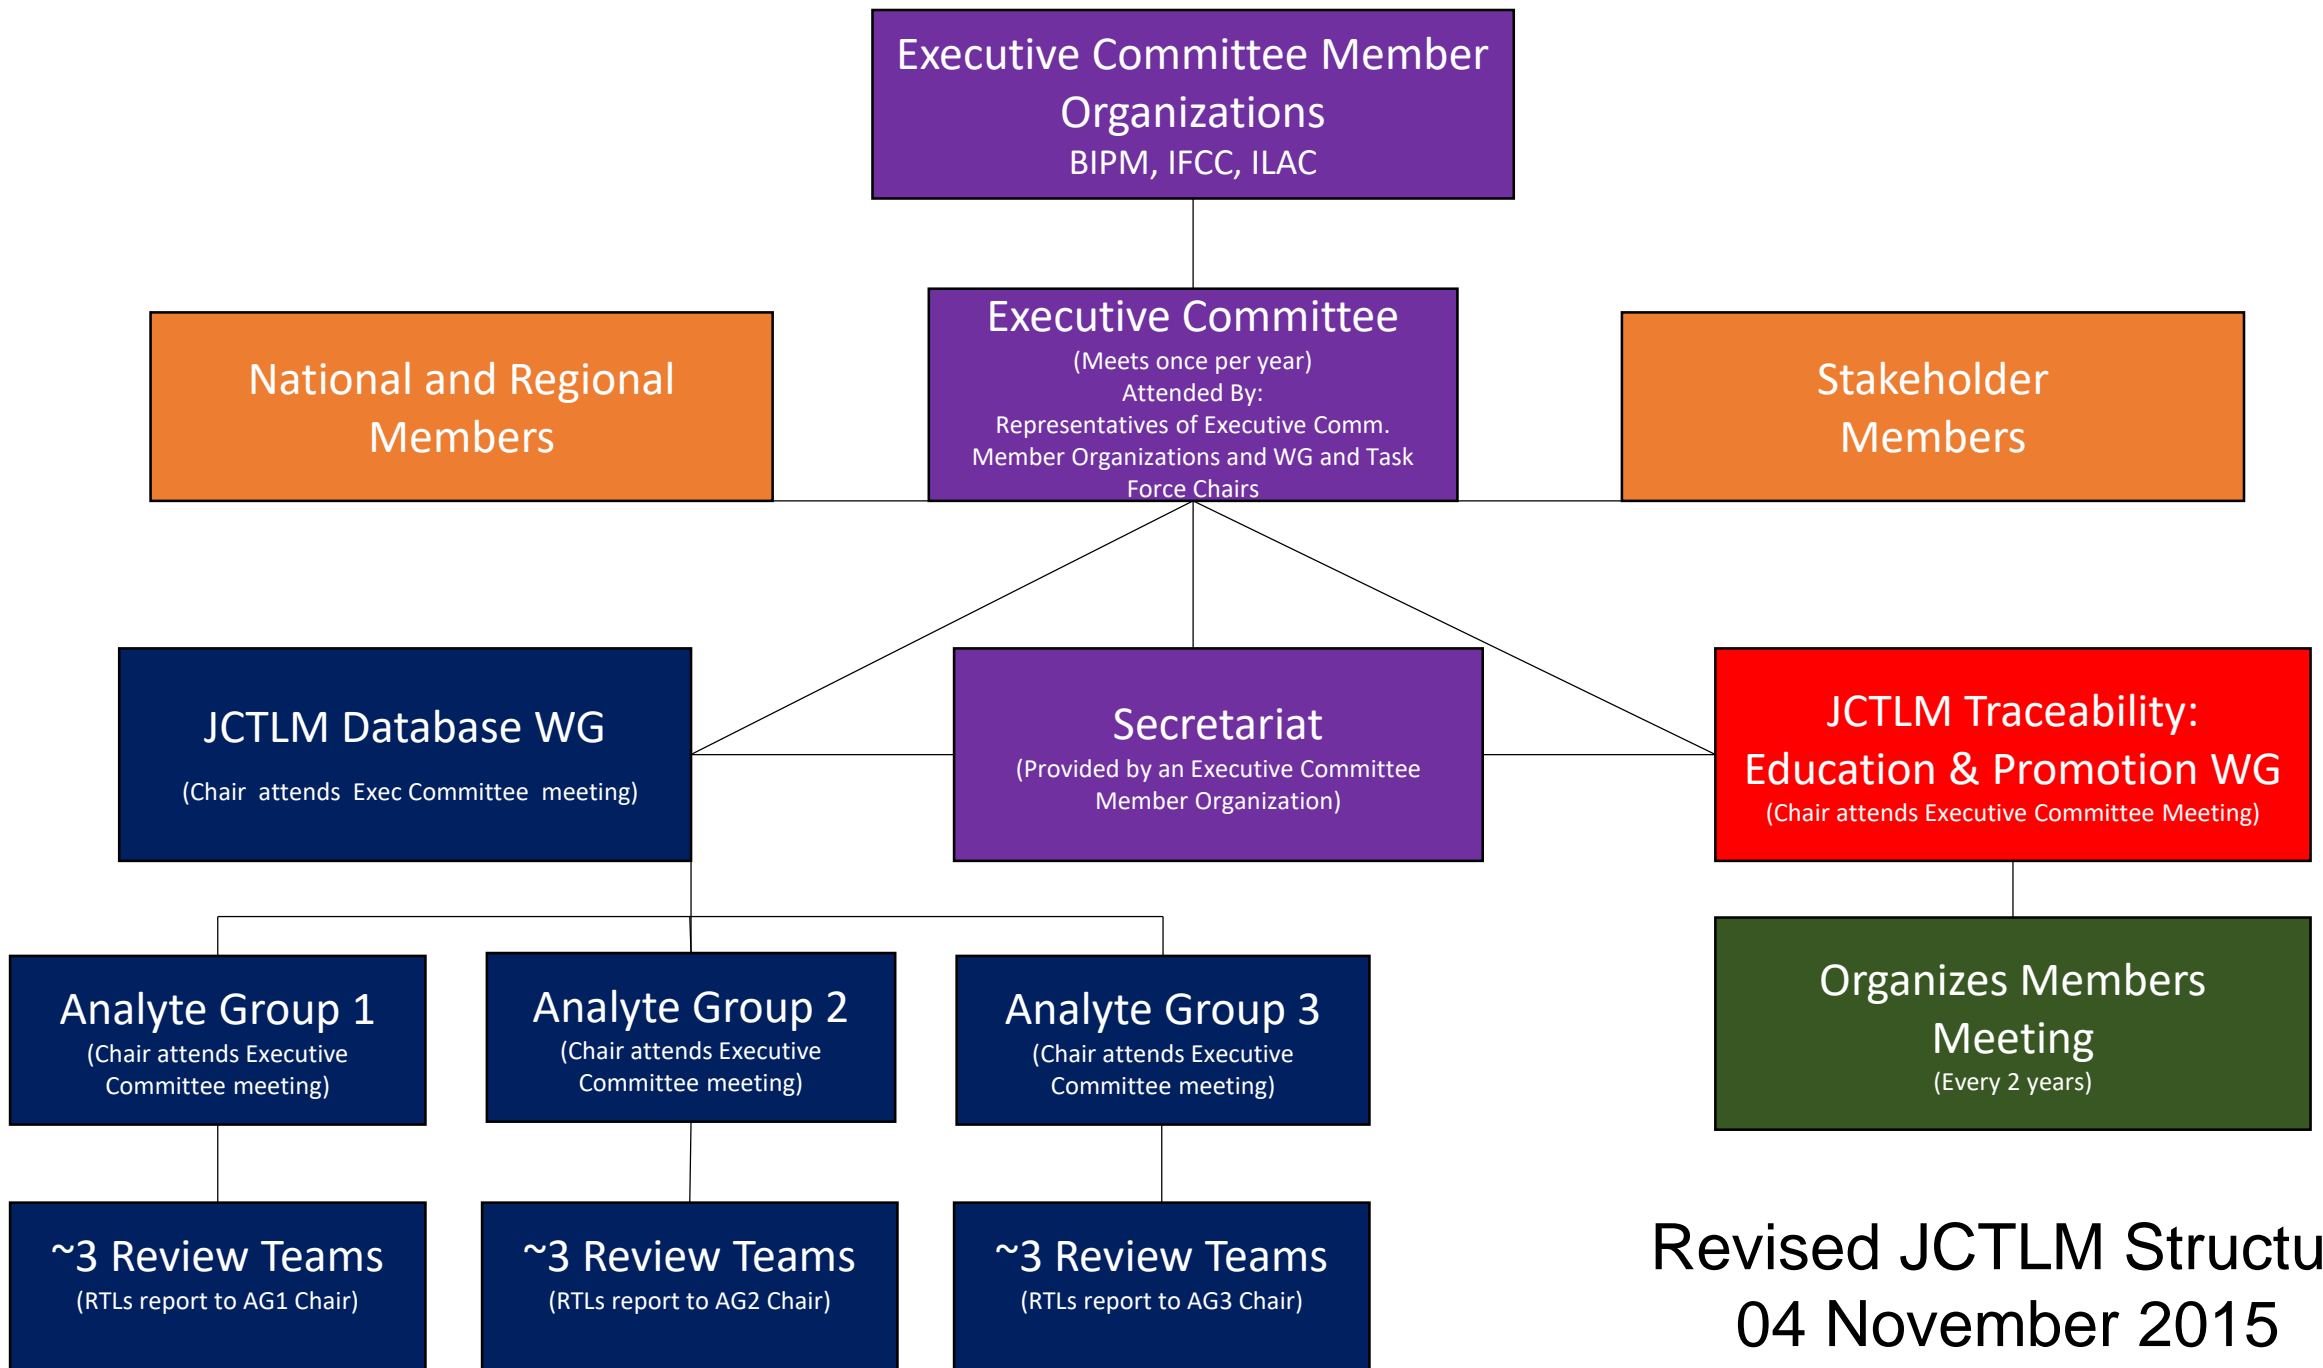 Executive Committee Member
Organizations
BIPM, IFCC, ILAC
National and Regional
Members
Executive Committee
(Meets once per year)
Attended By:
Representatives of Executive Comm.
Member Organizations and WG and Task
Force Chairs
Stakeholder
Members
JCTLM Database WG
(Chair attends Exec Committee meeting)
Secretariat
(Provided by an Executive Committee
Member Organization)
JCTLM Traceability:
Education & Promotion WG
(Chair attends Executive Committee Meeting)
Analyte Group 1
(Chair attends Executive
Committee meeting)
Analyte Group 2
(Chair attends Executive
Committee meeting)
Analyte Group 3
(Chair attends Executive
Committee meeting)
Organizes Members
Meeting
(Every 2 years)
~3 Review Teams
(RTLs report to AG1 Chair)
~3 Review Teams
(RTLs report to AG2 Chair)
~3 Review Teams
(RTLs report to AG3 Chair)
Revised JCTLM Structu
04 November 2015